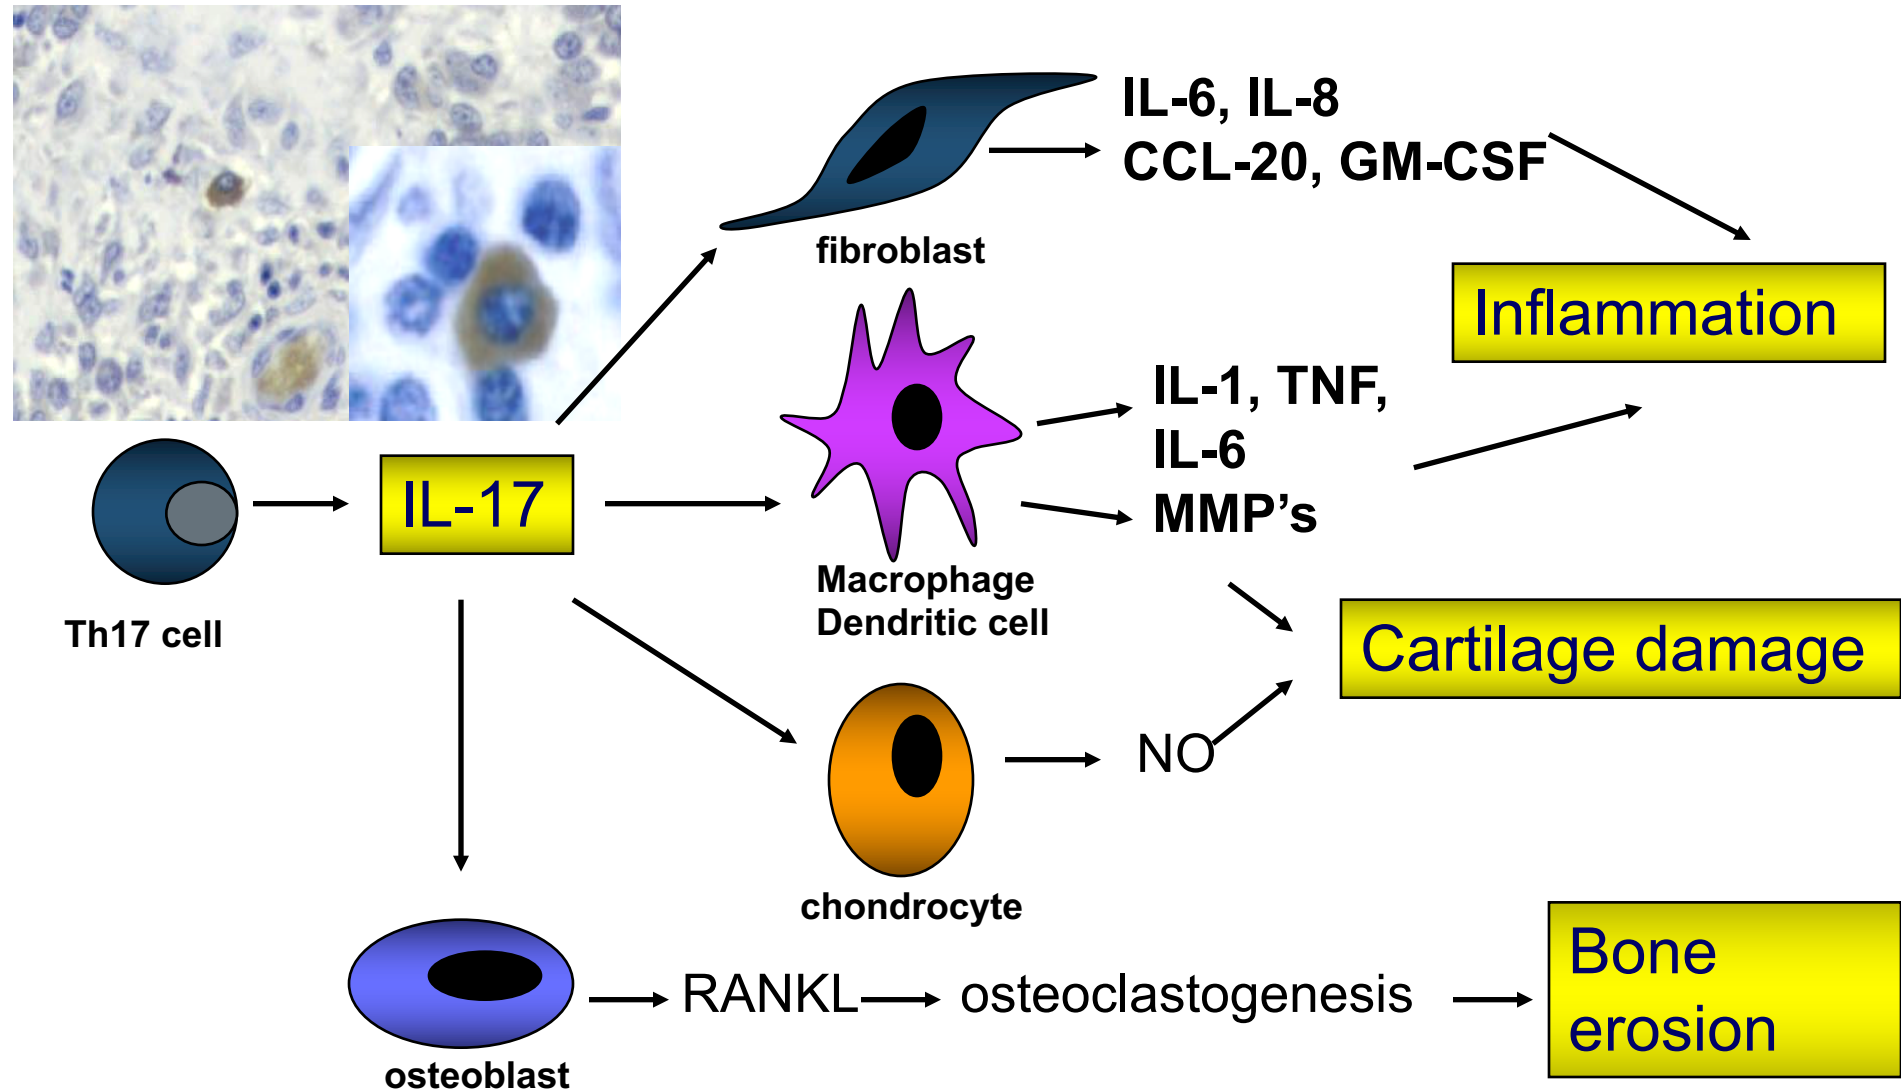 IL-6, IL-8
CCL-20, GM-CSF
fibroblast
Inflammation
IL-1, TNF,
IL-6
MMP’s
IL-17
Macrophage
Dendritic cell
Th17 cell
Cartilage damage
NO
chondrocyte
RANKL
osteoclastogenesis
Bone
erosion
osteoblast